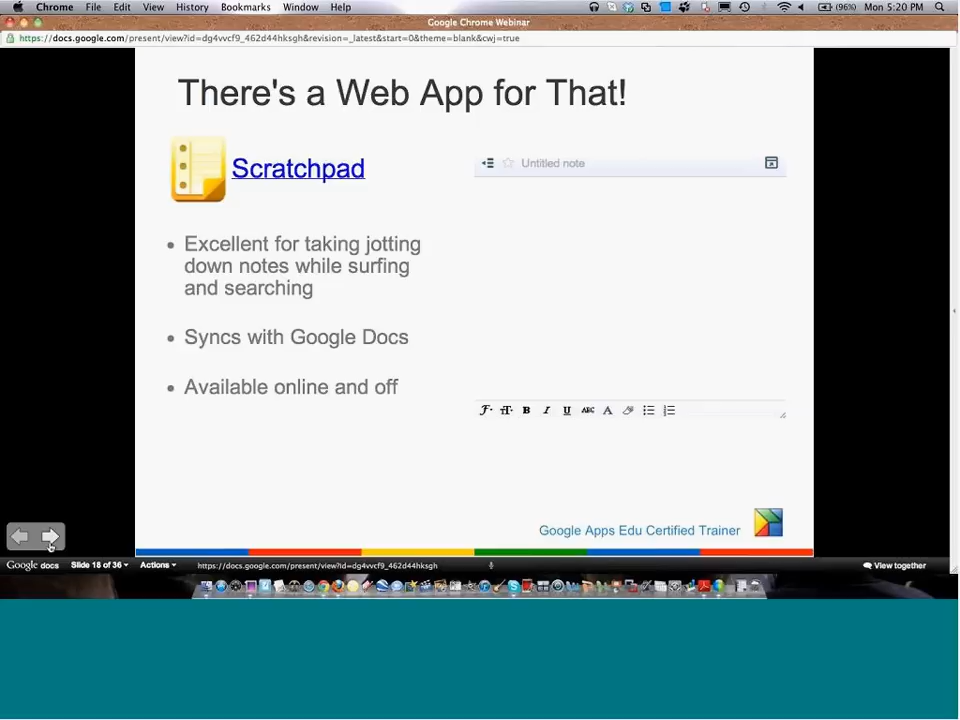 Chrome File Edit View History Bookmarks Window Help (96%) Mon 5:20 PM
Google Chrome Webinar
https://docs.google.com/present/view?id=dg4vvcf9_462d44hksgh&revision=_latest&start=0&theme=blank&cwj=true
There's a Web App for That!
Scratchpad
Untitled note
Excellent for taking jotting
down notes while surfing
and searching
Syncs with Google Docs
Available online and off
B I U ABC A
Google Apps Edu Certified Trainer
Google docs Slide 18 of 36 Actions https://docs.google.com/present/view?id=dg4vvcf9_462d44hksgh View together